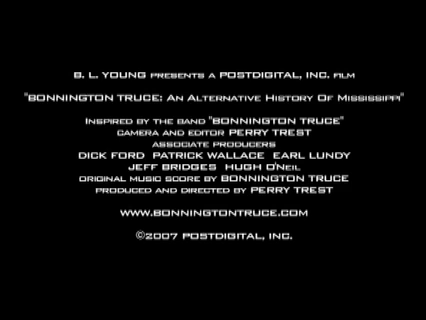 B. L. YOUNG PRESENTS A POSTDIGITAL, INC. FILM
"BONNINGTON TRUCE: AN ALTERNATIVE HISTORY OF MISSISSIPPI"
INSPIRED BY THE BAND "BONNINGTON TRUCE"
CAMERA AND EDITOR PERRY TREST
ASSOCIATE PRODUCERS
DICK FORD PATRICK WALLACE EARL LUNDY
JEFF BRIDGES HUGH O'NEIL
ORIGINAL MUSIC SCORE BY BONNINGTON TRUCE
PRODUCED AND DIRECTED BY PERRY TREST
WWW.BONNINGTONTRUCE.COM
©2007 POSTDIGITAL, INC.